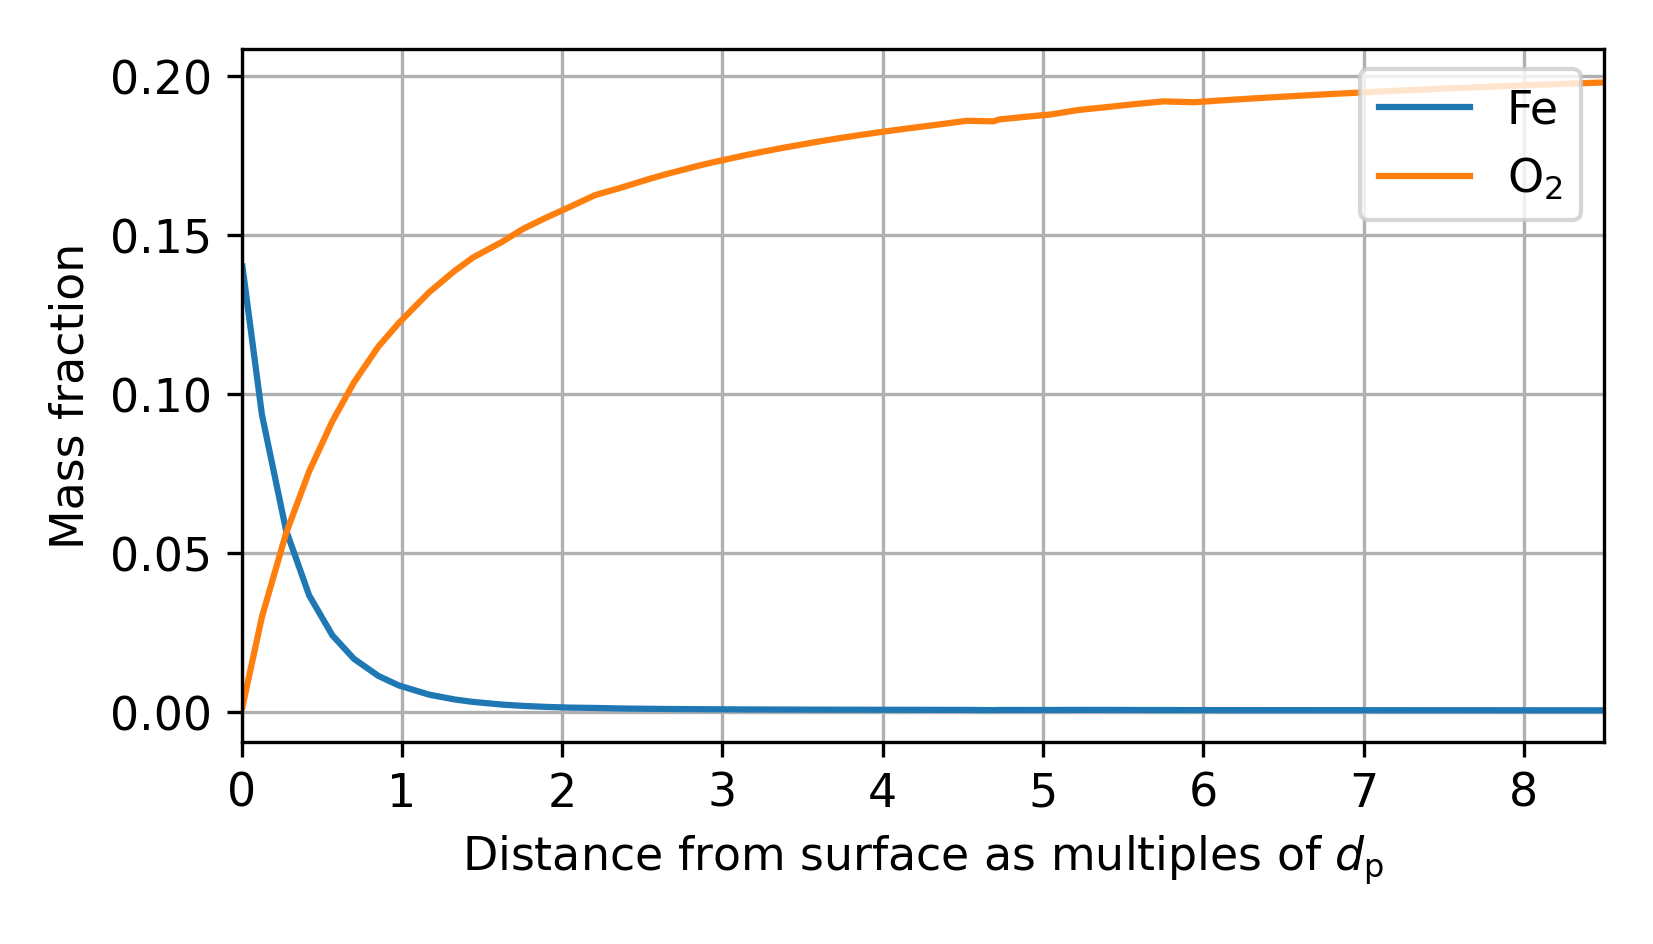 0.20
0.15
0.10
0.05
0.00
Mass fraction
0 1 2 3 4 5 6 7 8
Distance from surface as multiples of dₚ
Fe
O₂